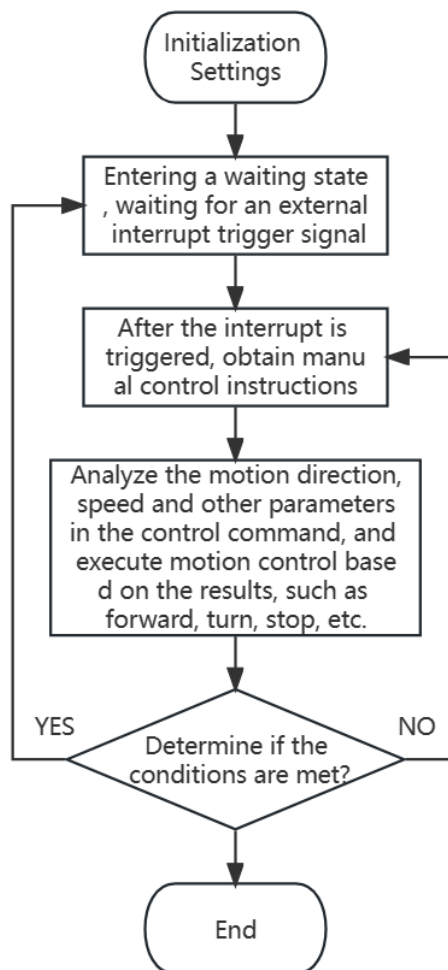 Initialization
Settings
Entering a waiting state
, waiting for an external
interrupt trigger signal
After the interrupt is
triggered, obtain manu
al control instructions
Analyze the motion direction,
speed and other parameters
in the control command, and
execute motion control base
d on the results, such as
forward, turn, stop, etc.
YES
NO
Determine if the
conditions are met?
End